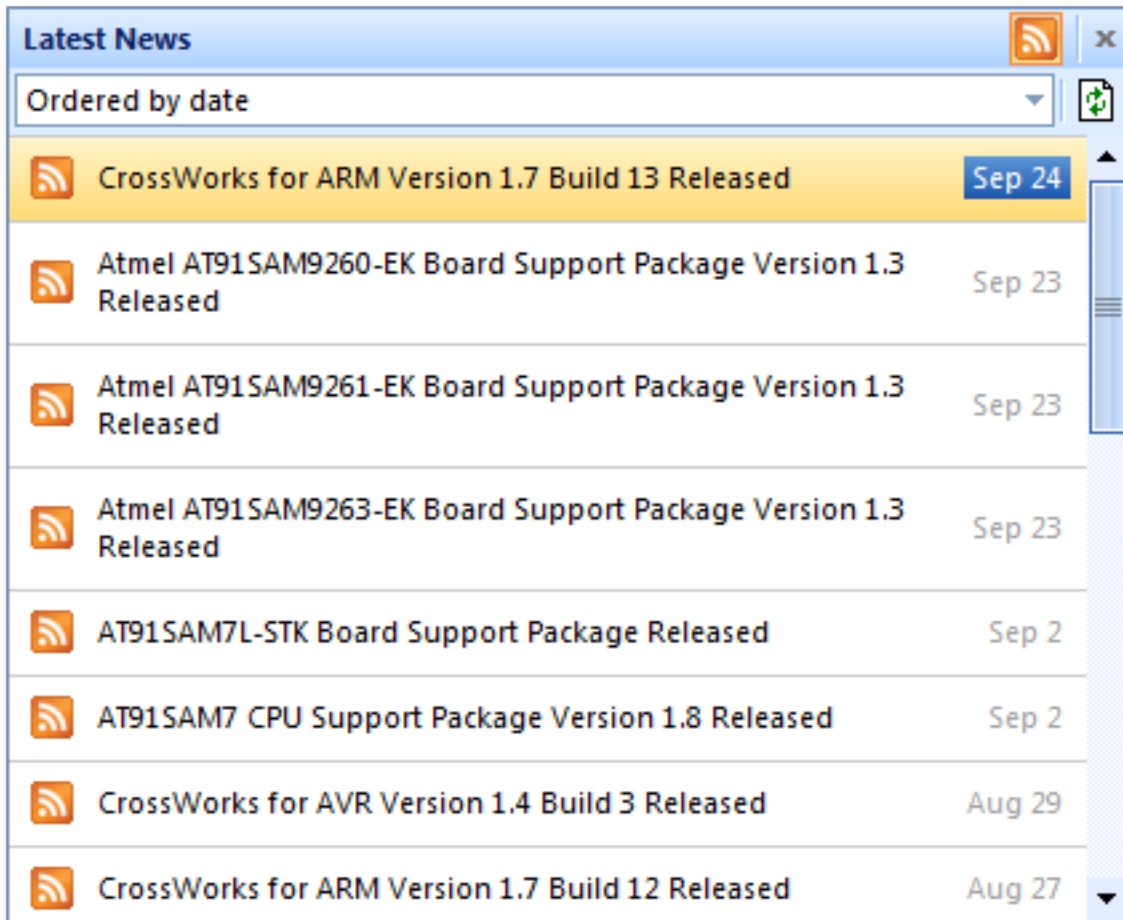 Latest News
Ordered by date
CrossWorks for ARM Version 1.7 Build 13 Released Sep 24
Atmel AT91SAM9260-EK Board Support Package Version 1.3
Released
Sep 23
Atmel AT91SAM9261-EK Board Support Package Version 1.3
Released
Sep 23
Atmel AT91SAM9263-EK Board Support Package Version 1.3
Released
Sep 23
AT91SAM7L-STK Board Support Package Released Sep 2
AT91SAM7 CPU Support Package Version 1.8 Released Sep 2
CrossWorks for AVR Version 1.4 Build 3 Released Aug 29
CrossWorks for ARM Version 1.7 Build 12 Released Aug 27